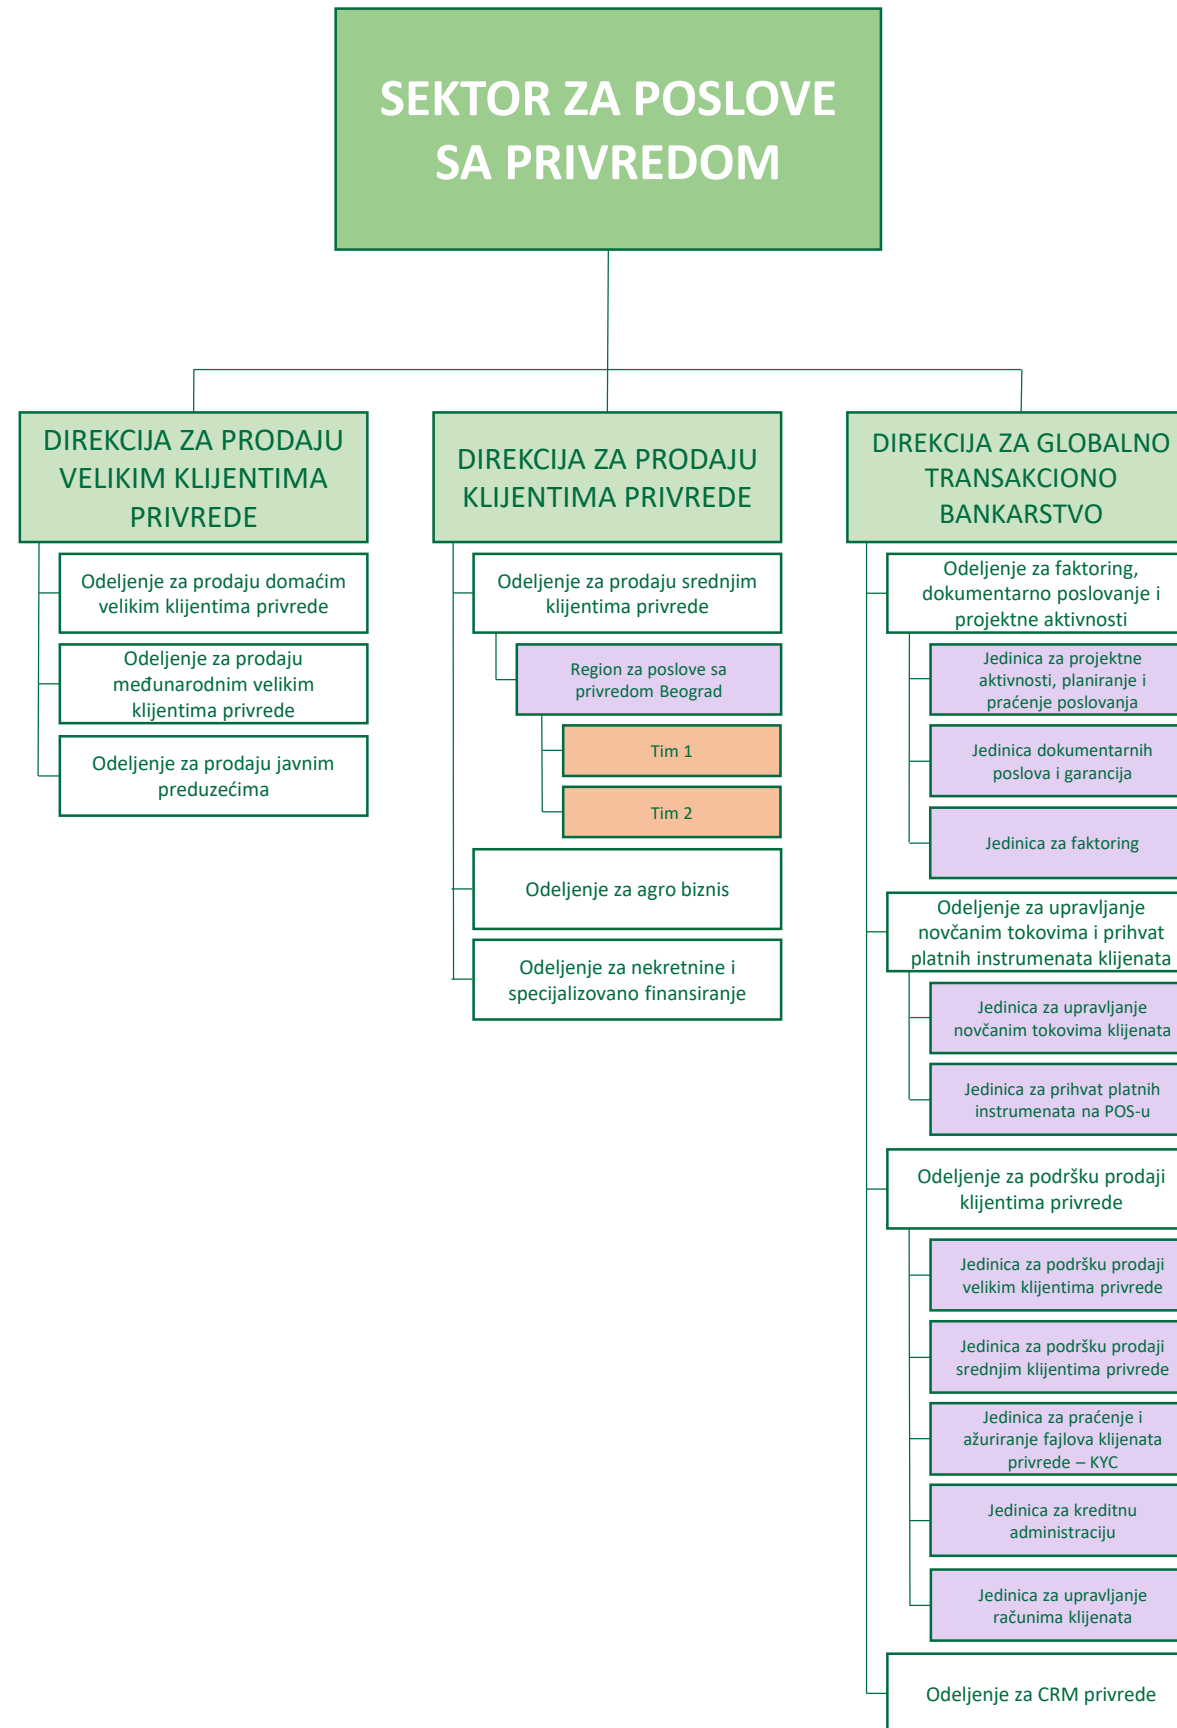 SEKTOR ZA POSLOVE
SA PRIVREDOM
DIREKCIJA ZA PRODAJU
VELIKIM KLIJENTIMA
PRIVREDE
Odeljenje za prodaju domaćim
velikim klijentima privrede
Odeljenje za prodaju
međunarodnim velikim
klijentima privrede
Odeljenje za prodaju javnim
preduzećima
DIREKCIJA ZA PRODAJU
KLIJENTIMA PRIVREDE
Odeljenje za prodaju srednjim
klijentima privrede
Region za poslove sa
privredom Beograd
Tim 1
Tim 2
Odeljenje za agro biznis
Odeljenje za nekretnine i
specijalizovano finansiranje
DIREKCIJA ZA GLOBALNO
TRANSAKCIONO
BANKARSTVO
Odeljenje za faktoring,
dokumentarno poslovanje i
projektne aktivnosti
Jedinica za projektne
aktivnosti, planiranje i
praćenje poslovanja
Jedinica dokumentarnih
poslova i garancija
Jedinica za faktoring
Odeljenje za upravljanje
novčanim tokovima i prihvat
platnih instrumenata klijenata
Jedinica za upravljanje
novčanim tokovima klijenata
Jedinica za prihvat platnih
instrumenata na POS-u
Odeljenje za podršku prodaji
klijentima privrede
Jedinica za podršku prodaji
velikim klijentima privrede
Jedinica za podršku prodaji
srednjim klijentima privrede
Jedinica za praćenje i
ažuriranje fajlova klijenata
privrede – KYC
Jedinica za kreditnu
administraciju
Jedinica za upravljanje
računima klijenata
Odeljenje za CRM privrede